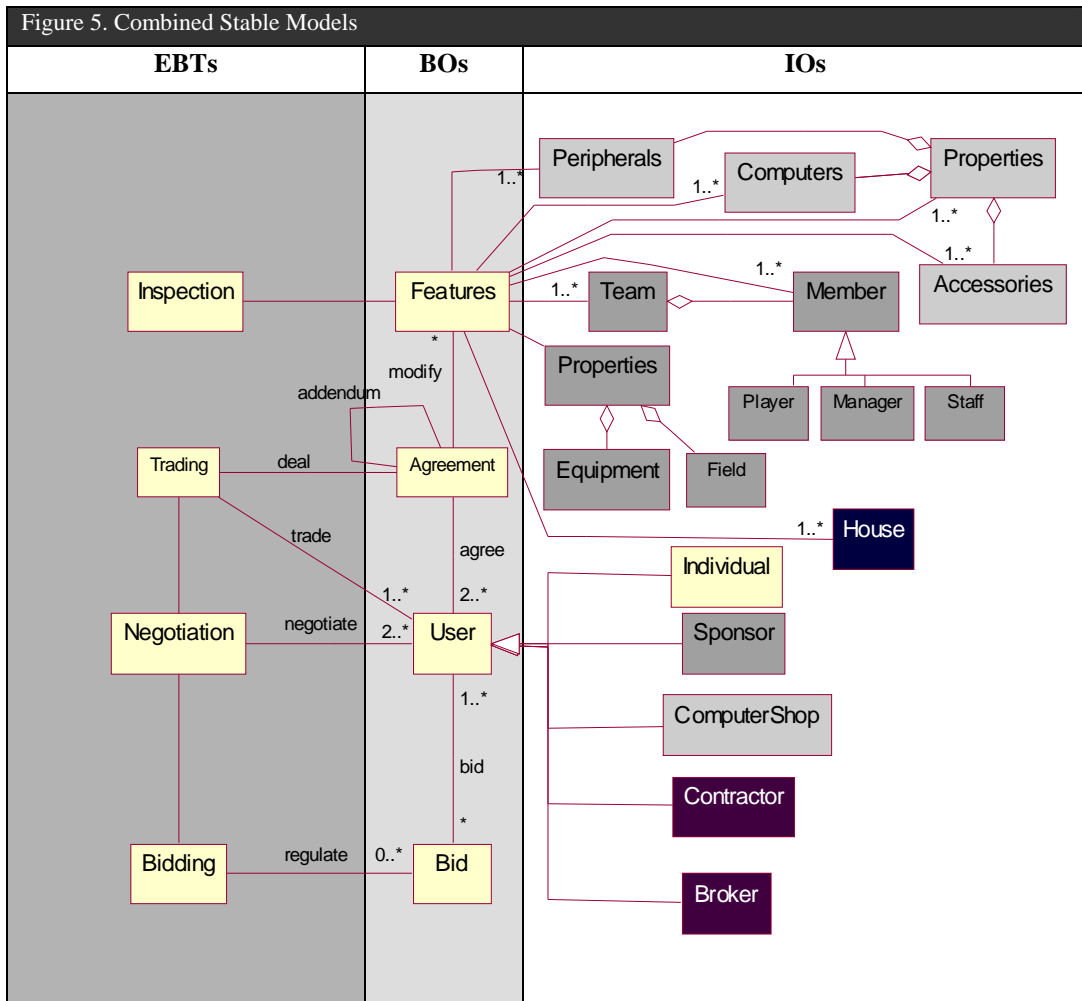 Figure 5. Combined Stable Models
EBTs
BOs
IOs
Peripherals
Computers
Properties
1..*
1..*
1..*
1..*
Accessories
Inspection
Features
1..*
Team
1..*
Member
*
modify
Properties
addendum
Player
Manager
Staff
Trading
deal
Agreement
Equipment
Field
trade
agree
1..*
House
Individual
1..*
2..*
Negotiation
negotiate
2..*
User
Sponsor
1..*
ComputerShop
bid
Contractor
*
Bidding
regulate
0..*
Bid
Broker